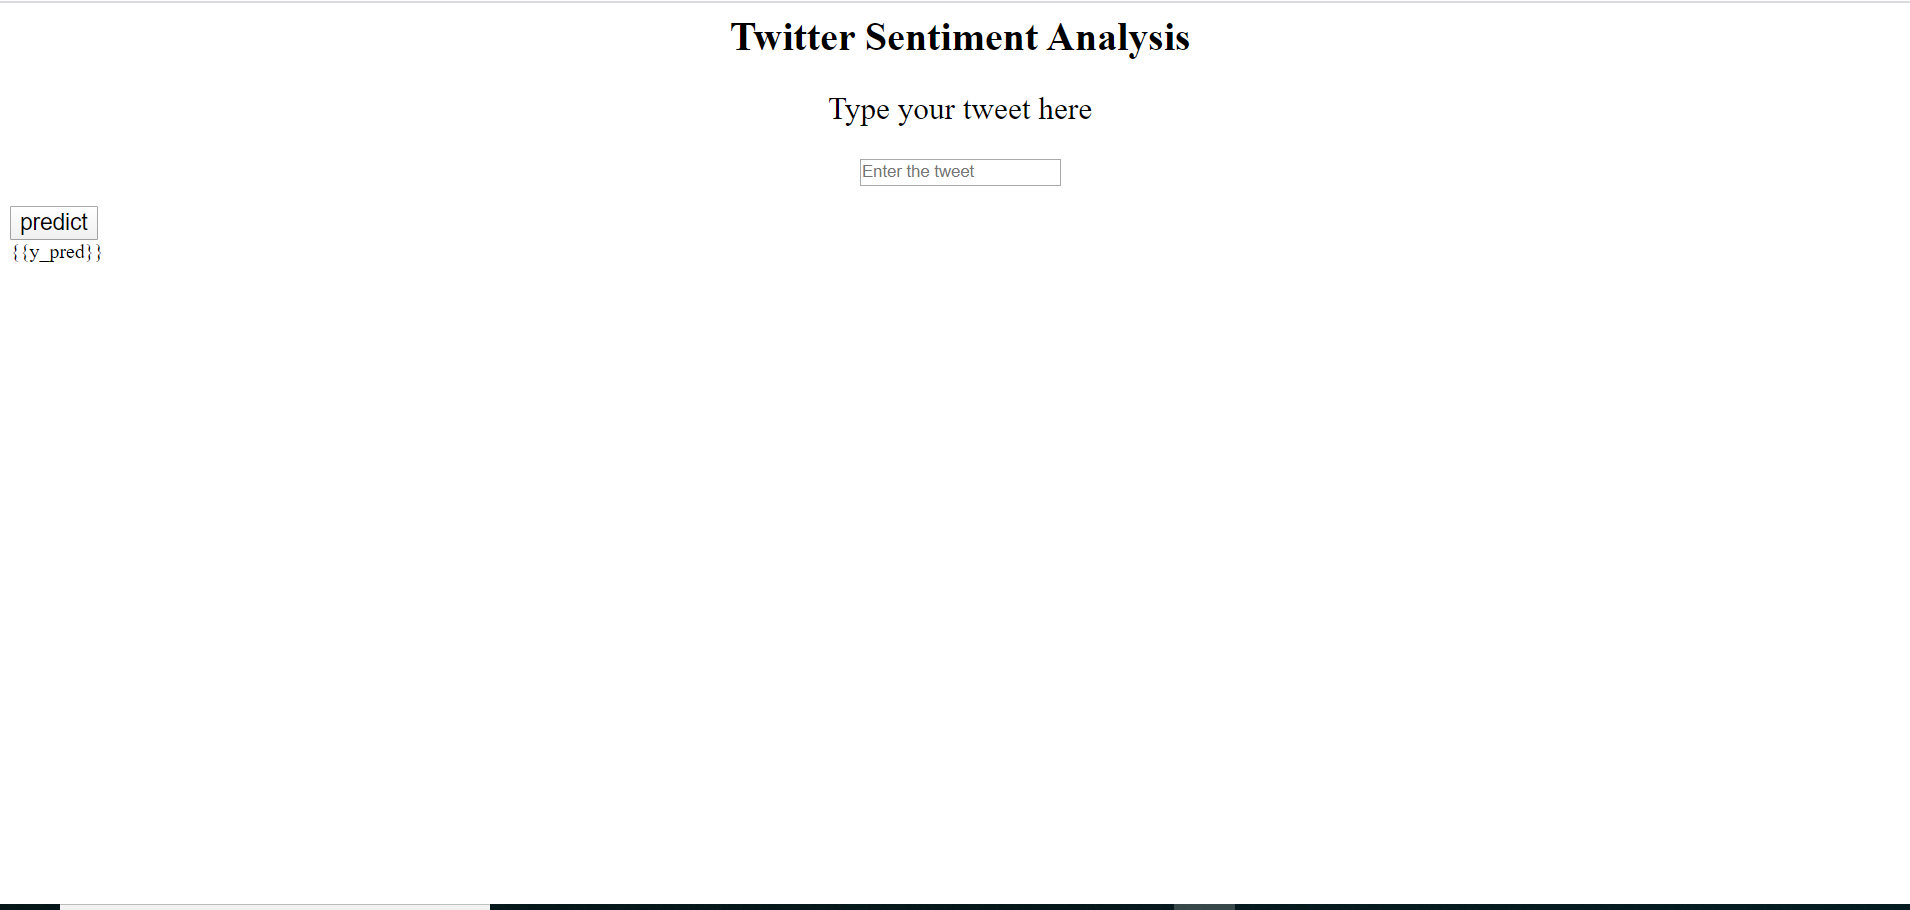 Twitter Sentiment Analysis
Type your tweet here
Enter the tweet
predict
{{y_pred}}